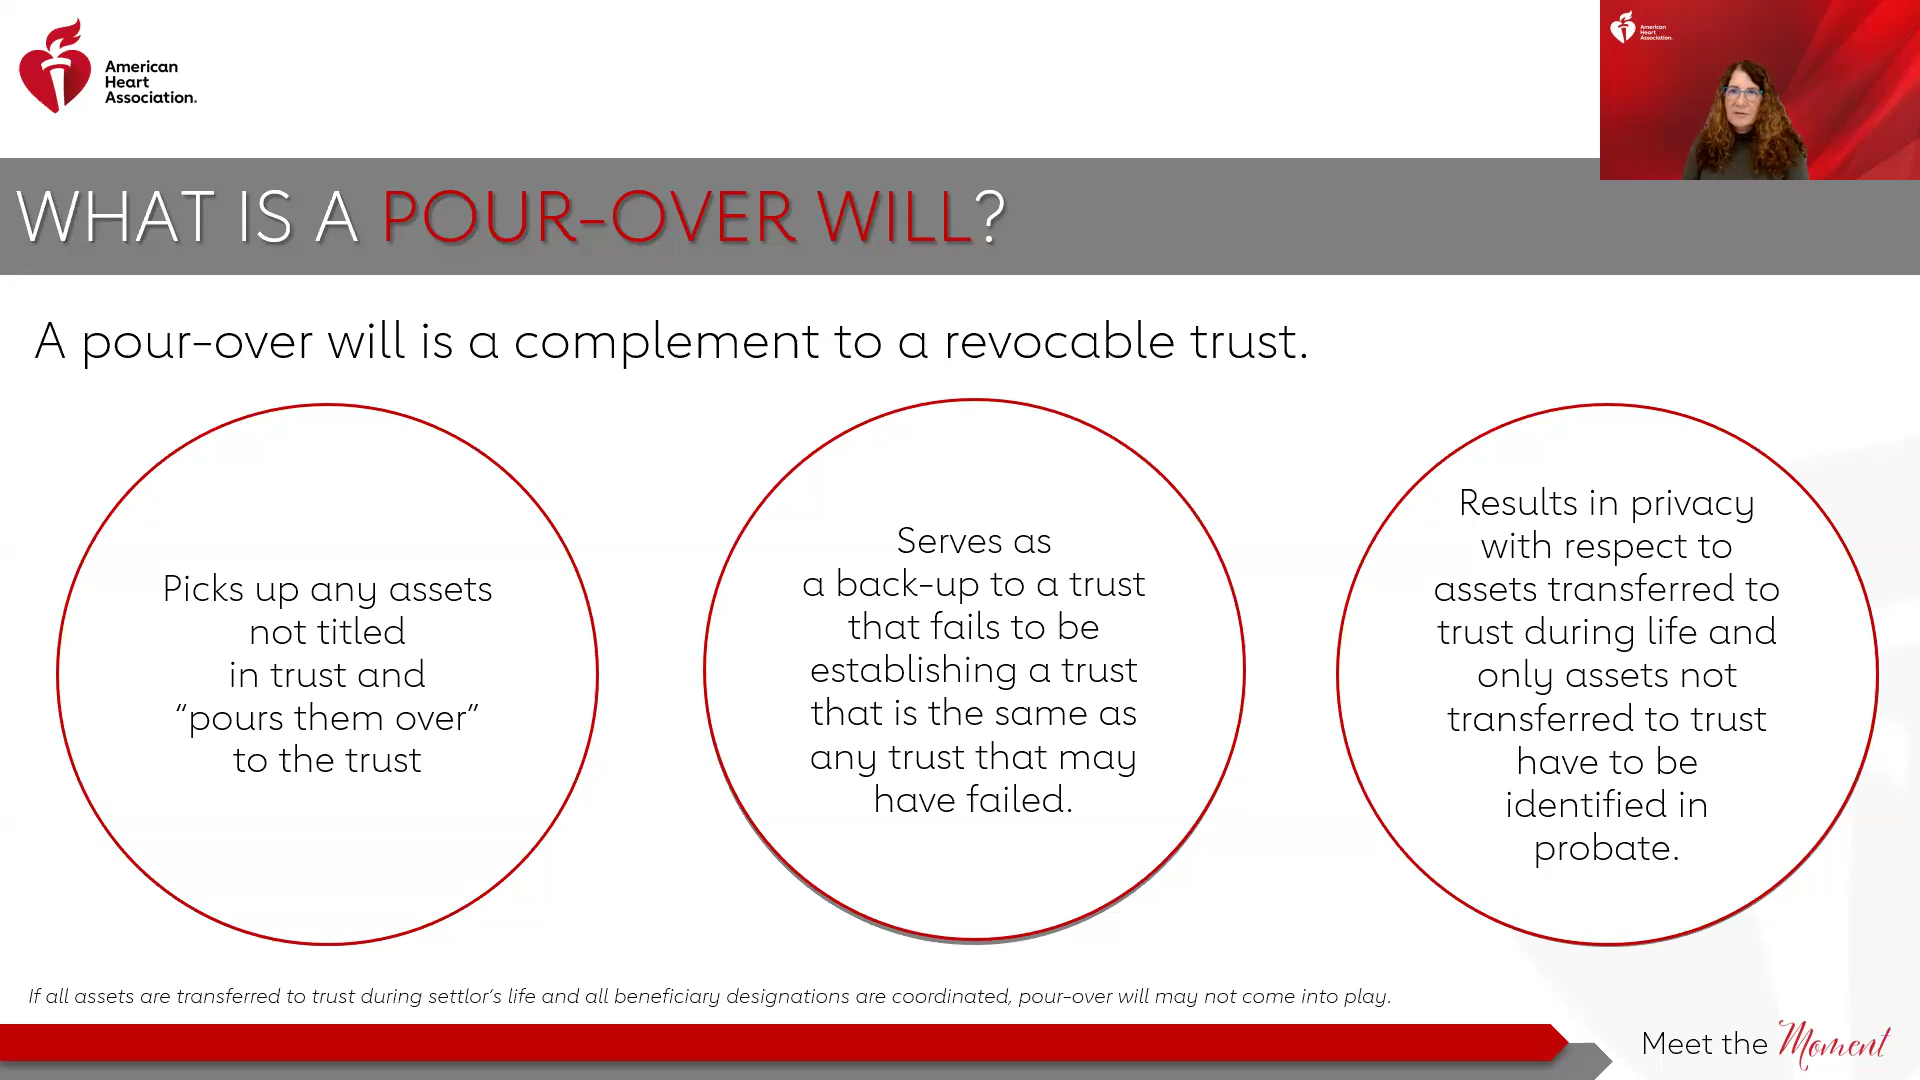 American
Heart
Association.
American
Heart
Association.
WHAT IS A POUR-OVER WILL?
A pour-over will is a complement to a revocable trust.
Picks up any assets
not titled
in trust and
“pours them over”
to the trust
Serves as
a back-up to a trust
that fails to be
establishing a trust
that is the same as
any trust that may
have failed.
Results in privacy
with respect to
assets transferred to
trust during life and
only assets not
transferred to trust
have to be
identified in
probate.
If all assets are transferred to trust during settlor’s life and all beneficiary designations are coordinated, pour-over will may not come into play.
Meet the Moment